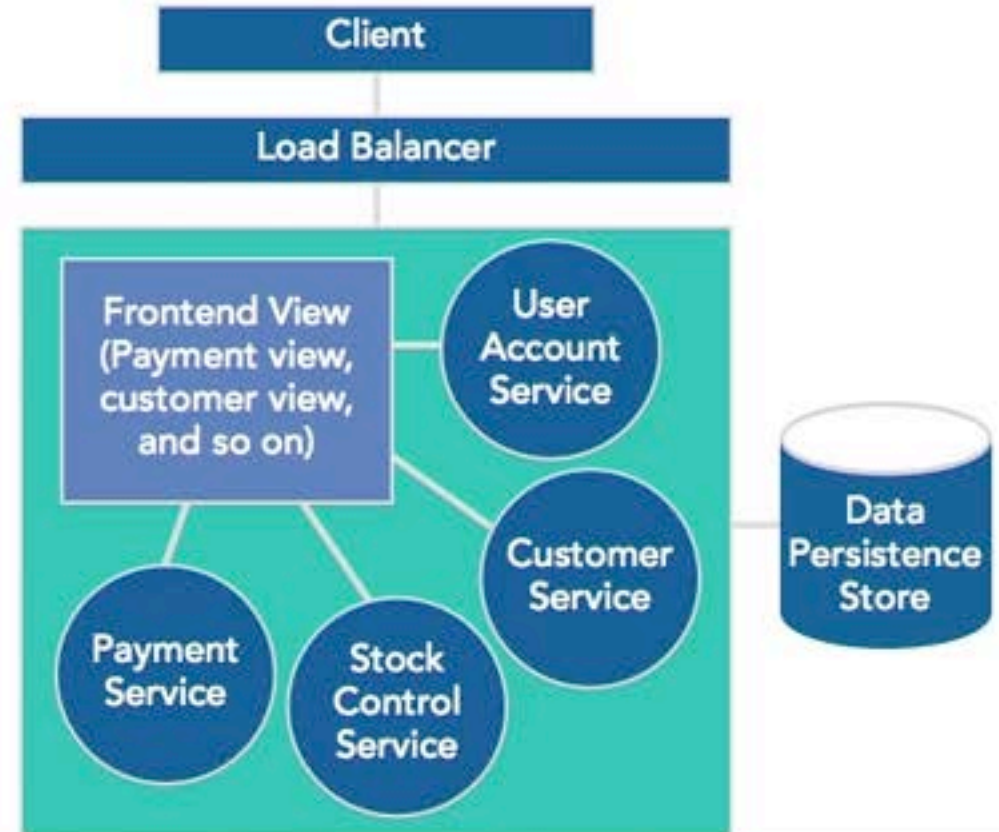 Client
Load Balancer
Frontend View
(Payment view,
customer view,
and so on)
User
Account
Service
Customer
Service
Data
Persistence
Store
Payment
Service
Stock
Control
Service